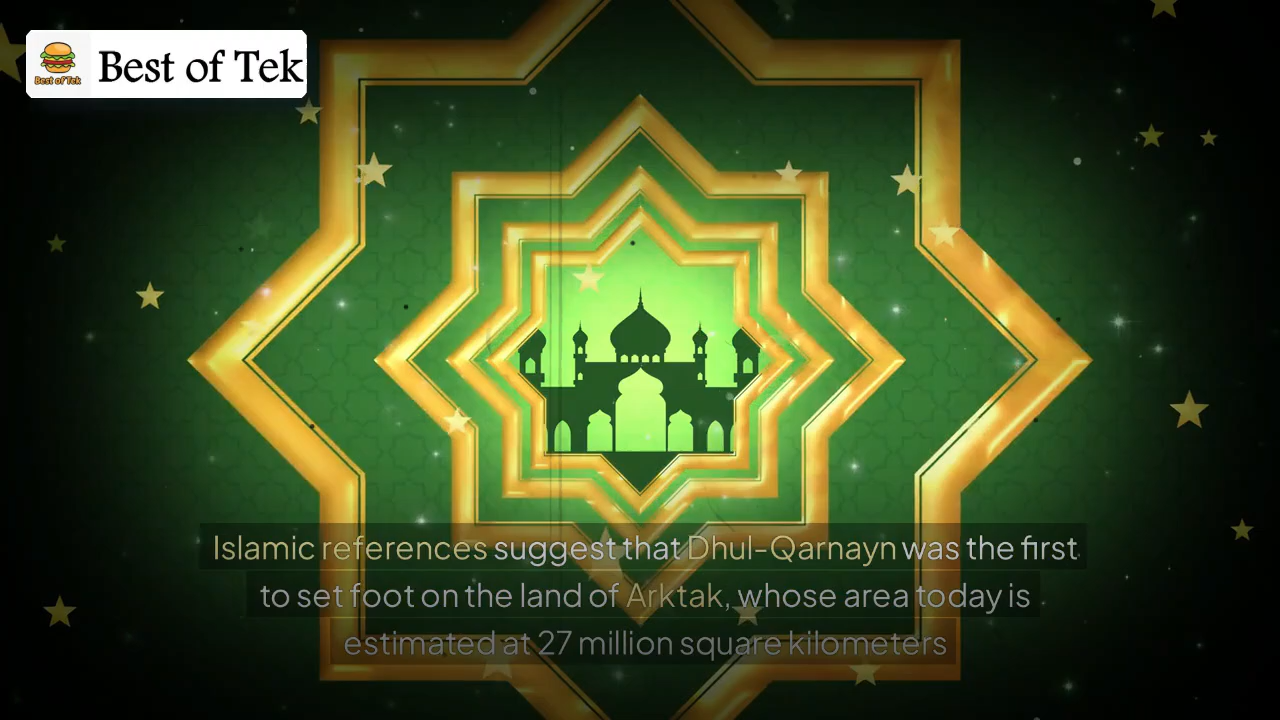 Best of Tek
Best of Tek
Islamic references suggest that Dhul-Qarnayn was the first
to set foot on the land of Arktak, whose area today is
estimated at 27 million square kilometers